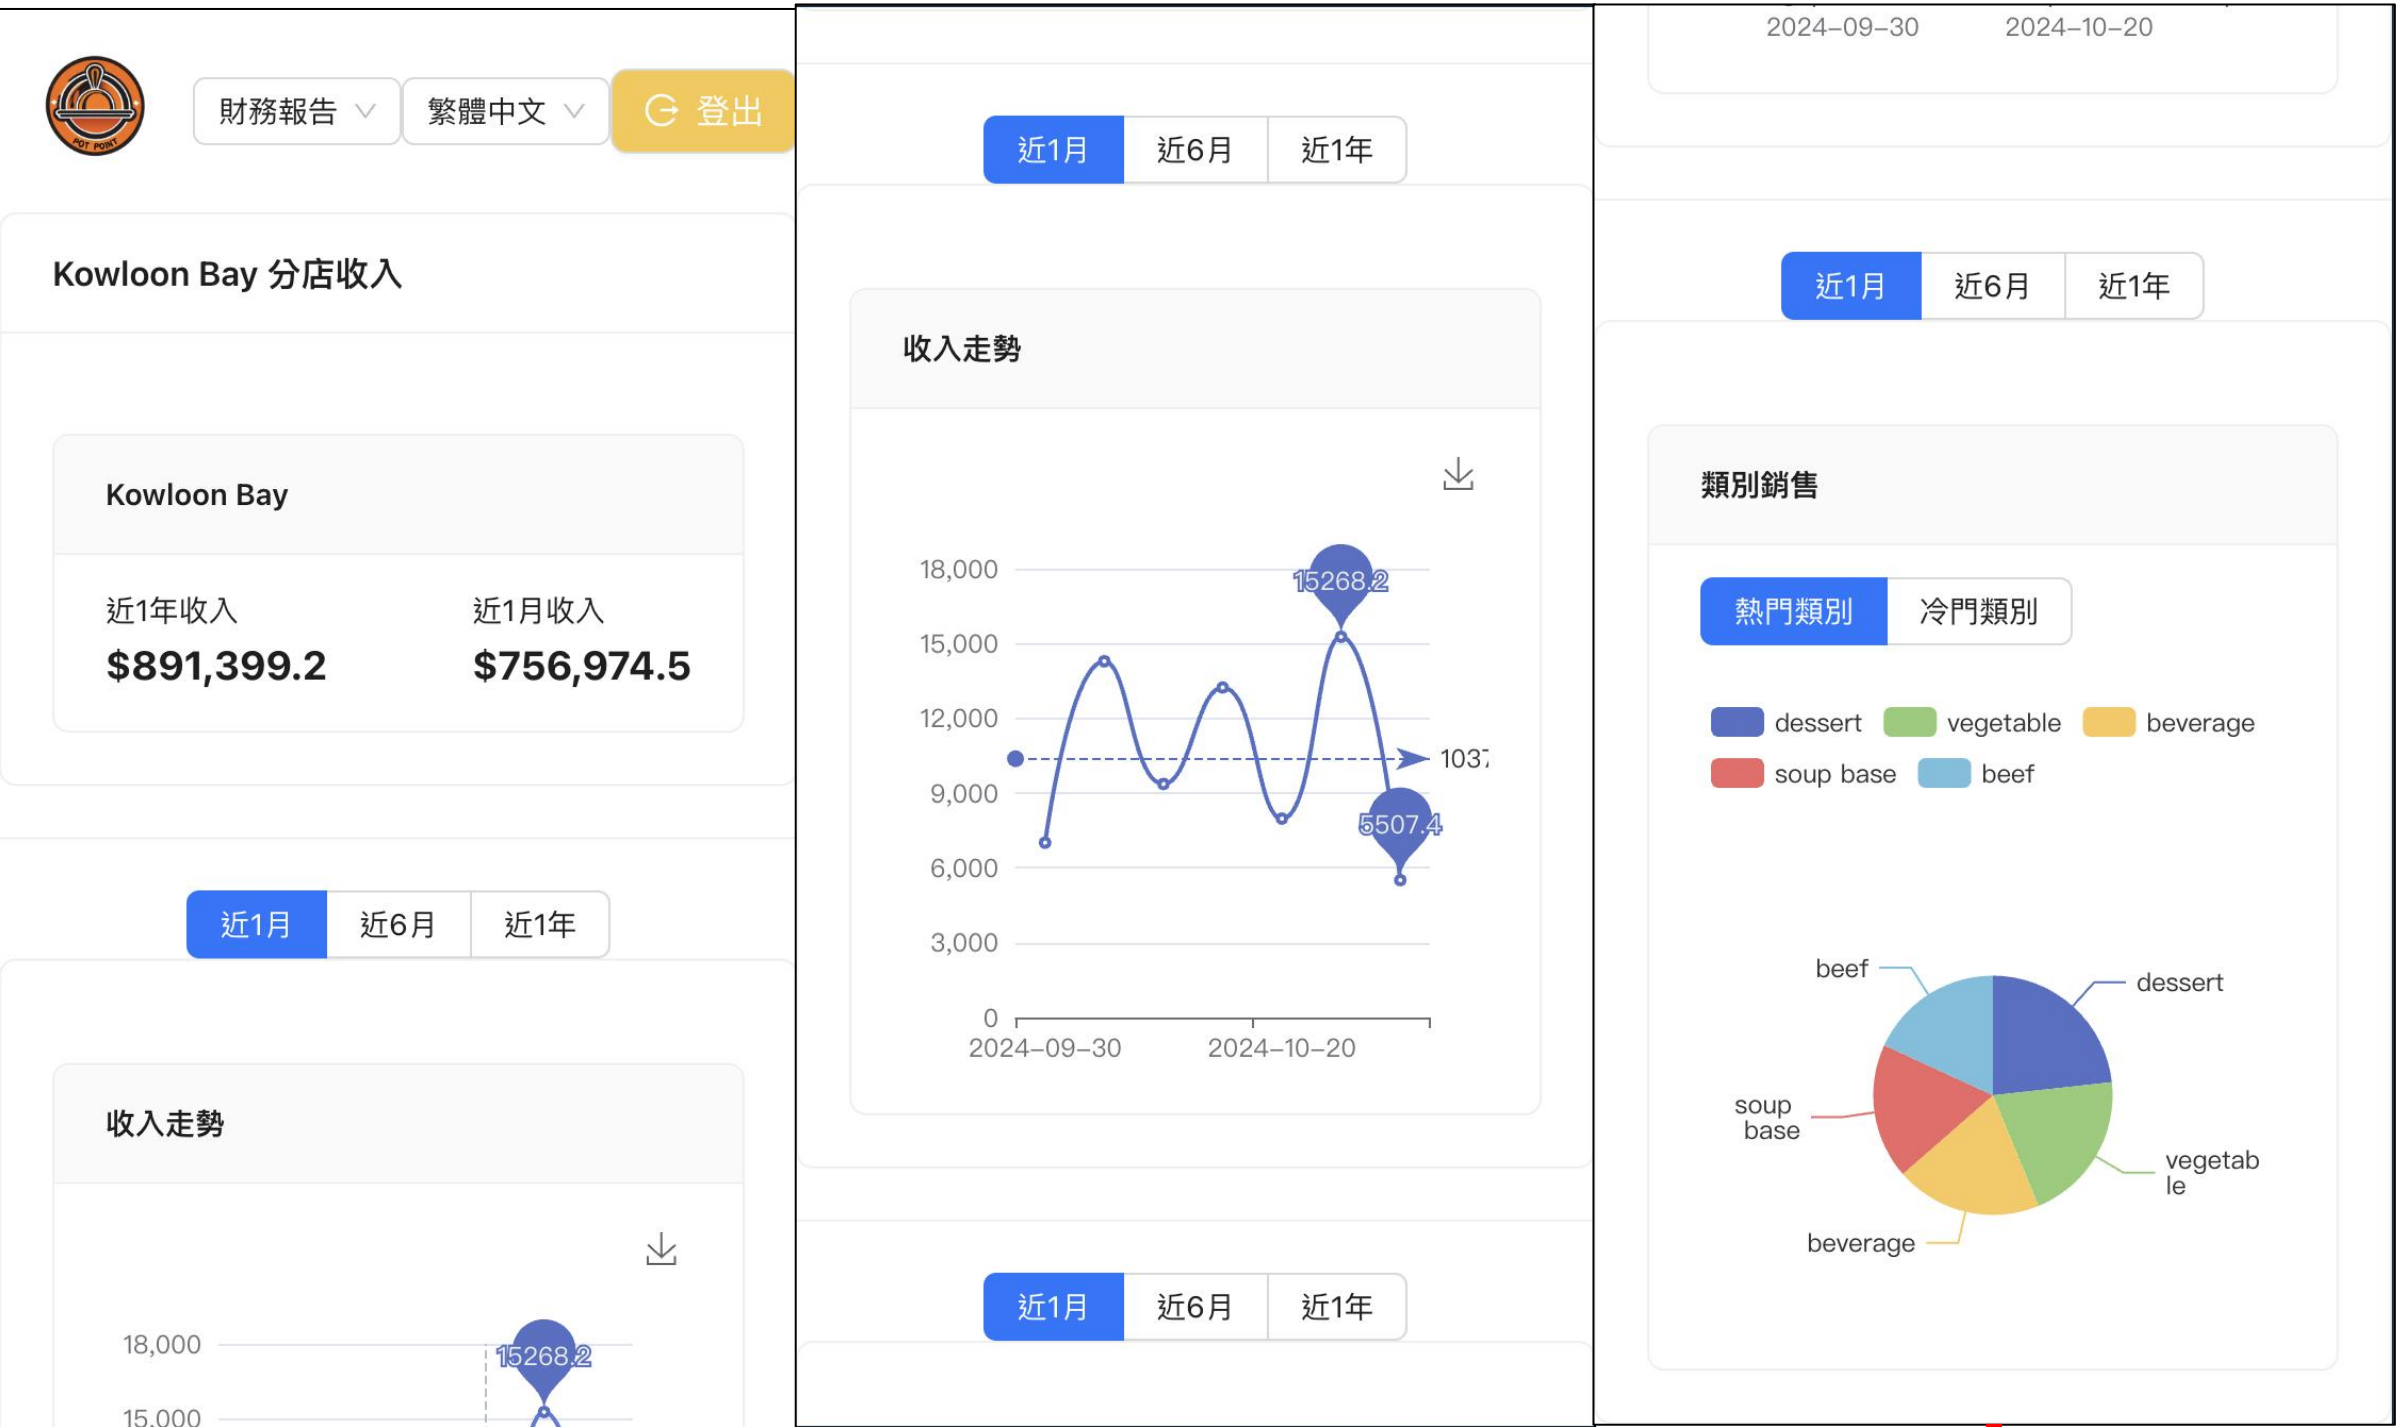 POT POINT
財務報告
繁體中文
登出
Kowloon Bay 分店收入
Kowloon Bay
近1年收入
近1月收入
$891,399.2
$756,974.5
近1月
近6月
近1年
收入走勢
18,000
15268.2
15,000
近1月
近6月
近1年
收入走勢
18,000
15268.2
15,000
12,000
1037
9,000
5507.4
6,000
3,000
0
2024-09-30
2024-10-20
近1月
近6月
近1年
2024-09-30
2024-10-20
近1月
近6月
近1年
類別銷售
熱門類別
冷門類別
dessert
vegetable
beverage
soup base
beef
beef
dessert
soup
base
vegetab
le
beverage